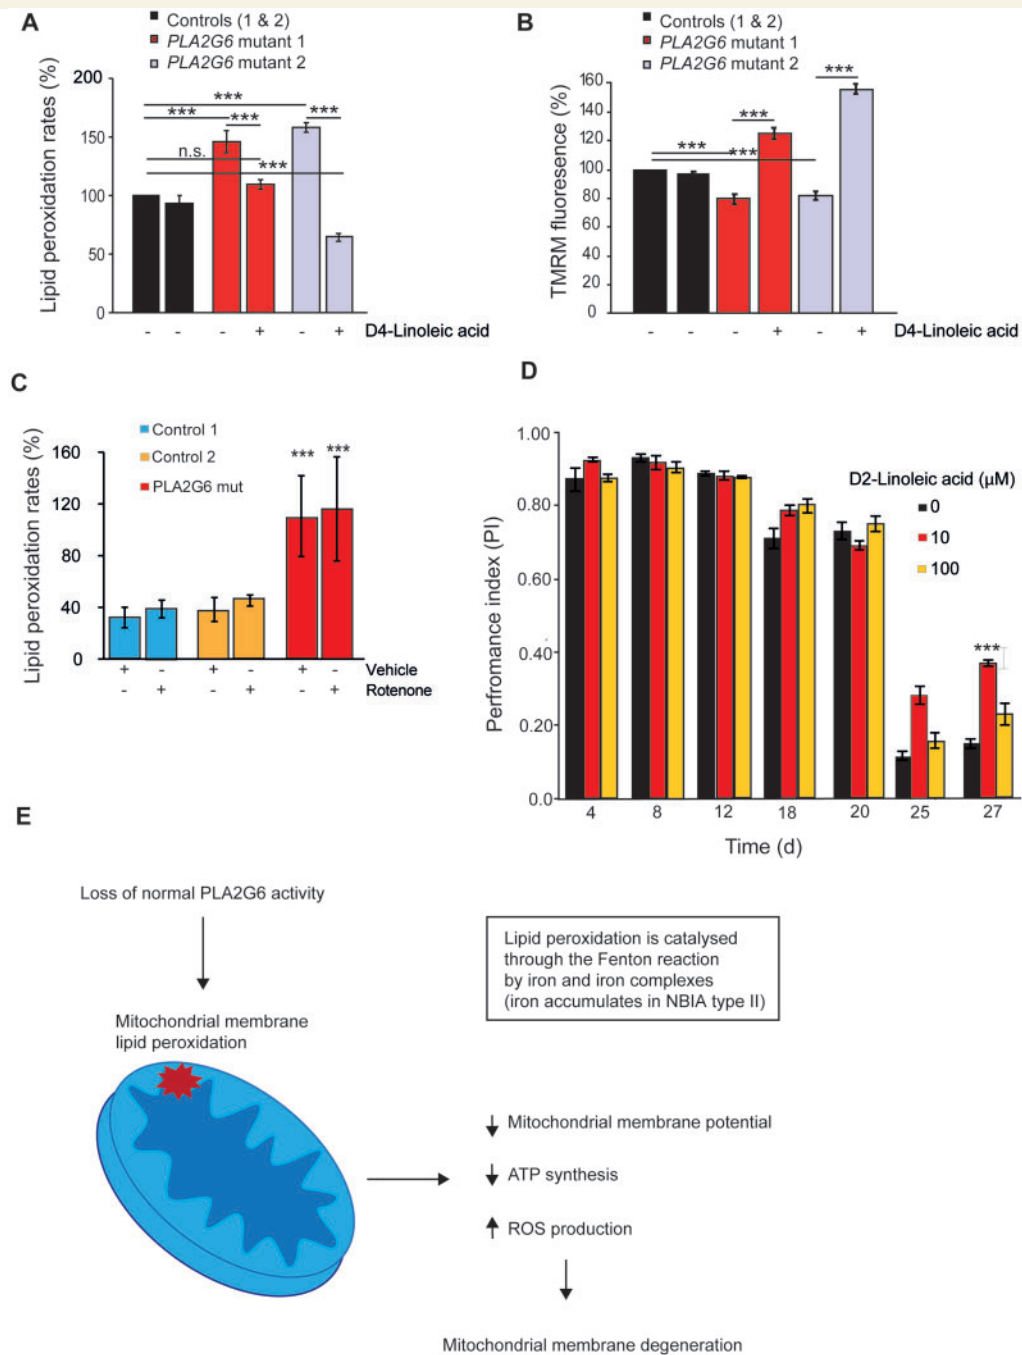 A
Controls (1 & 2)
PLA2G6 mutant 1
PLA2G6 mutant 2
Lipid peroxidation rates (%)
200
150
100
50
0
***
***
***
***
n.s.
***
- - - + - + D4-Linoleic acid
B
Controls (1 & 2)
PLA2G6 mutant 1
PLA2G6 mutant 2
TMRM fluoresence (%)
160
140
120
100
80
60
40
20
0
***
***
***
***
- - - + - + D4-Linoleic acid
C
Control 1
Control 2
PLA2G6 mut
Lipid peroxidation rates (%)
160
120
80
40
0
***
***
+ - + - + - Vehicle
- + - + - + Rotenone
D
D2-Linoleic acid (µM)
0
10
100
Perfromance index (PI)
1.00
0.80
0.60
0.40
0.20
0.0
***
4 8 12 18 20 25 27
Time (d)
E
Loss of normal PLA2G6 activity
Lipid peroxidation is catalysed
through the Fenton reaction
by iron and iron complexes
(iron accumulates in NBIA type II)
Mitochondrial membrane
lipid peroxidation
Mitochondrial membrane potential
ATP synthesis
ROS production
Mitochondrial membrane degeneration